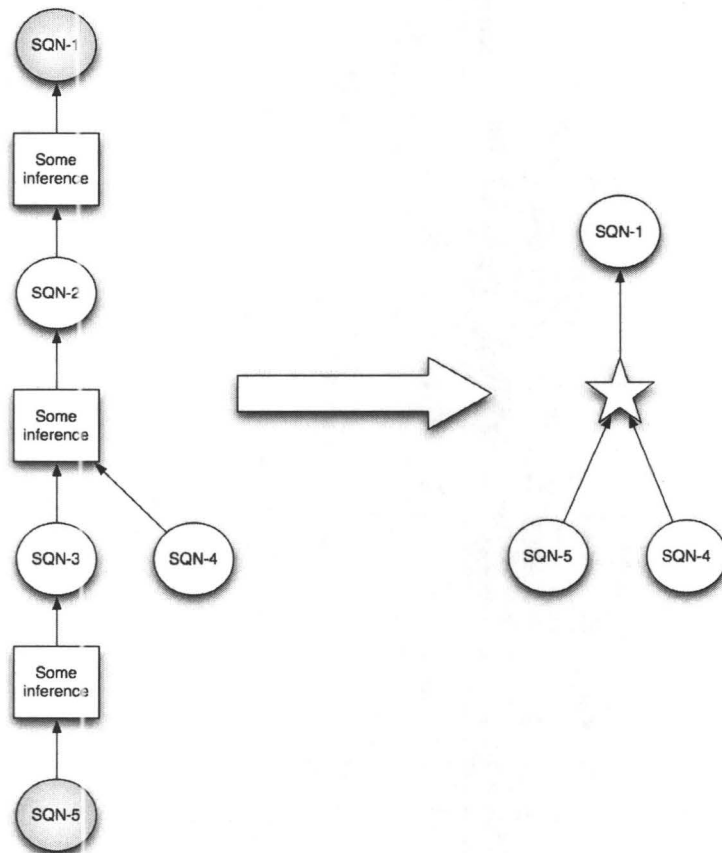 SQN-1
Some
inference
SQN-2
Some
inference
SQN-3
SQN-4
Some
inference
SQN-5
SQN-1
SQN-5
SQN-4